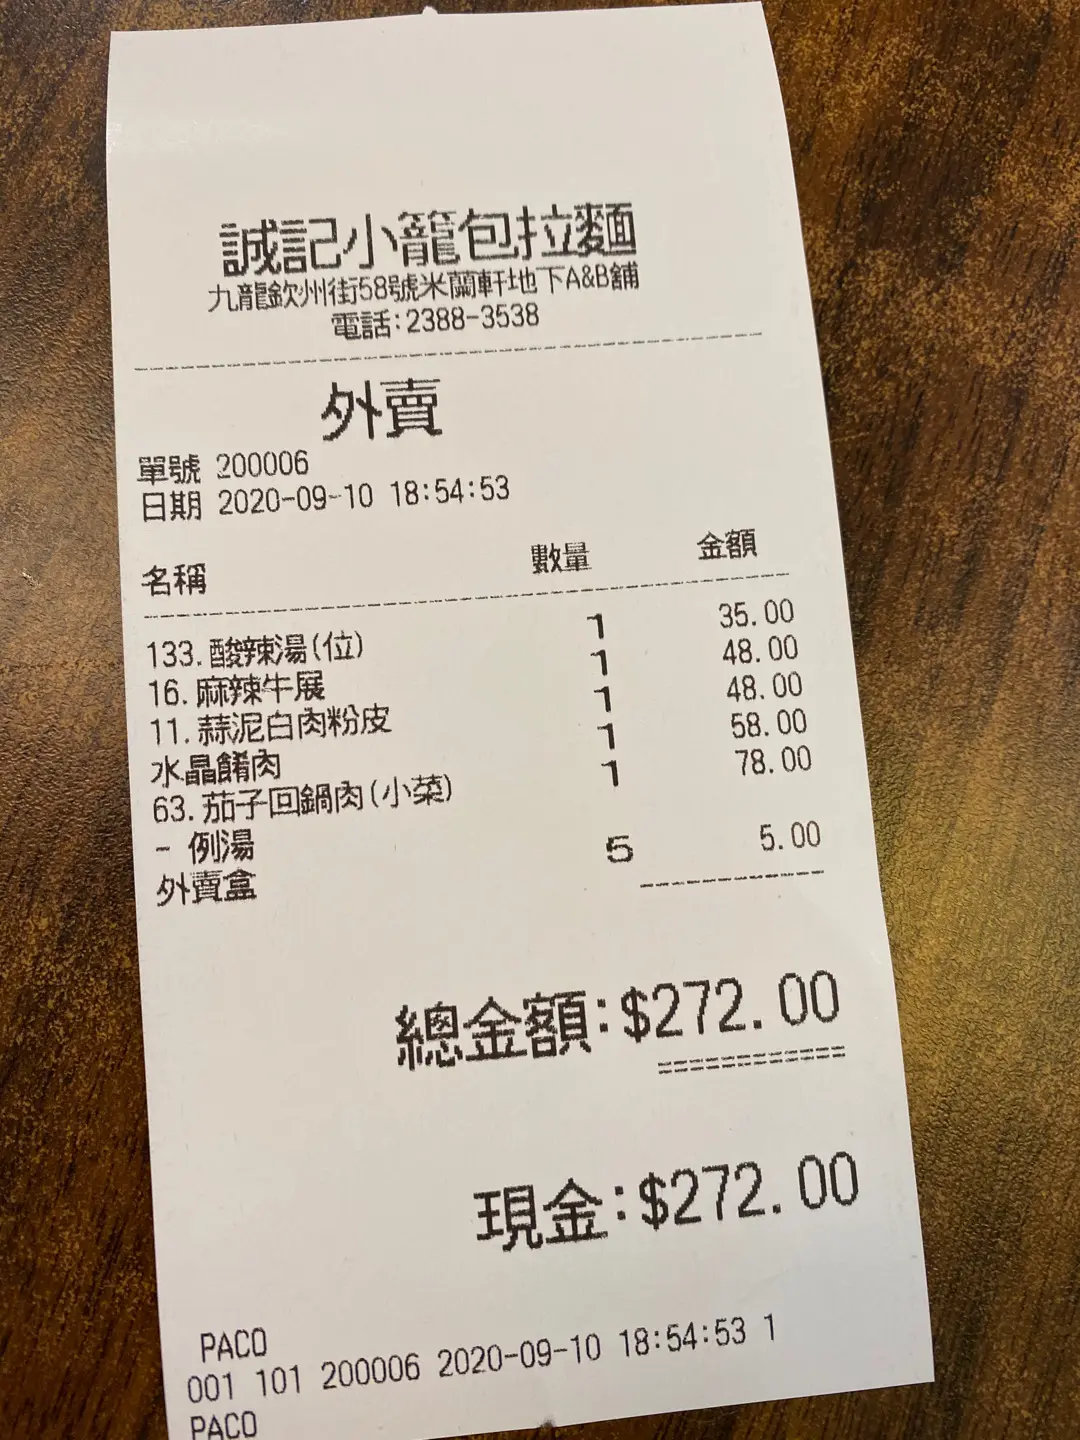 誠記小籠包拉麵
九龍欽州街58號米蘭軒地下A&B舖
電話:2388-3538
外賣
單號 200006
日期 2020-09-10 18:54:53
名稱 數量 金額
133.酸辣湯(位) 1 35.00
16.麻辣牛展 1 48.00
11.蒜泥白肉粉皮 1 48.00
水晶餚肉 1 58.00
63.茄子回鍋肉(小菜) 1 78.00
- 例湯
外賣盒 5 5.00
總金額:$272.00
現金:$272.00
PACO
001 101 200006 2020-09-10 18:54:53 1
PACO